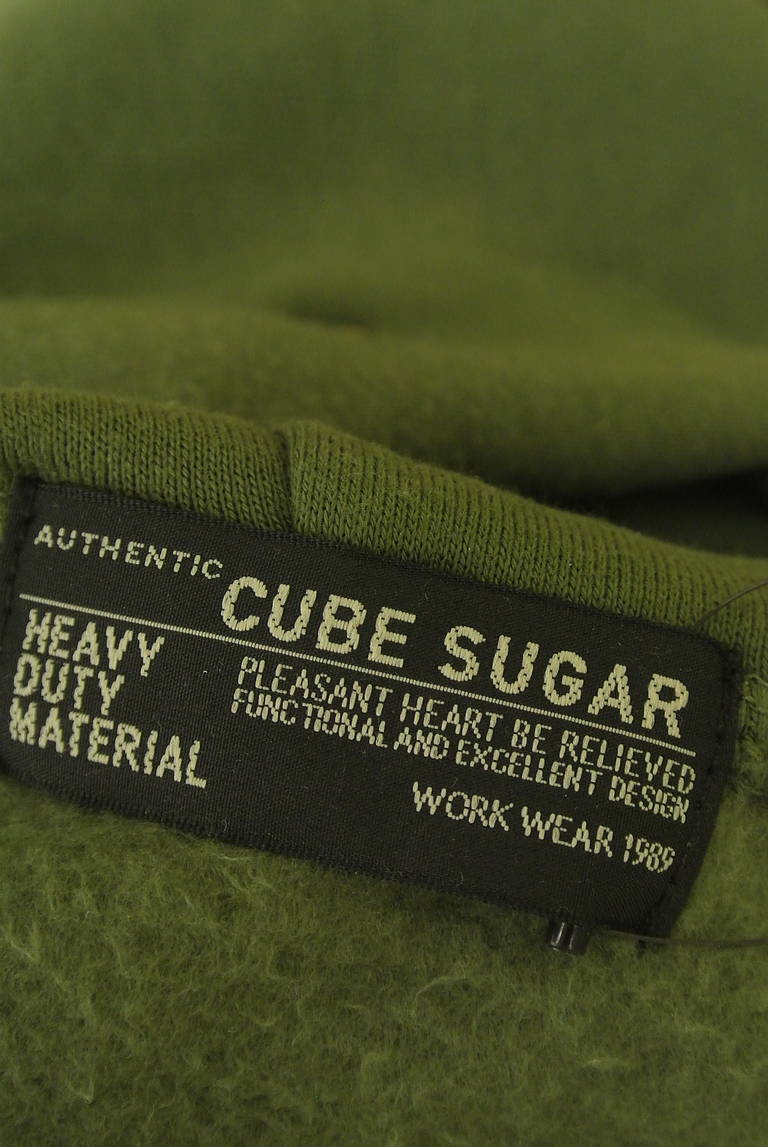 AUTHENTIC CUBE SUGAR
HEAVY
DUTY
MATERIAL
PLEASANT HEART BE RELIEVED
FUNCTIONAL AND EXCELLENT DESIGN
WORK WEAR 1989